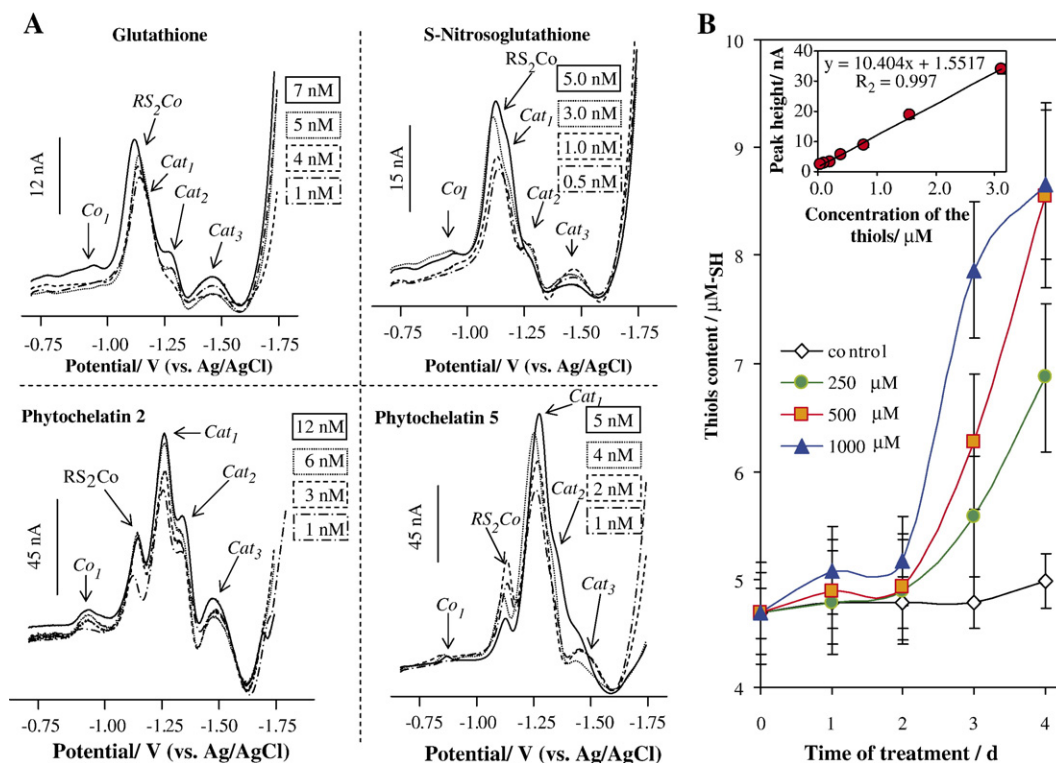 A
Glutathione
12 nA
Co1
RS2Co
Cat1
Cat2
Cat3
7 nM
5 nM
4 nM
1 nM
-0.75 -1.00 -1.25 -1.50 -1.75
Potential/ V (vs. Ag/AgCl)
S-Nitrosoglutathione
15 nA
Co1
RS2Co
Cat1
Cat2
Cat3
5.0 nM
3.0 nM
1.0 nM
0.5 nM
-0.75 -1.00 -1.25 -1.50 -1.75
Potential/ V (vs. Ag/AgCl)
Phytochelatin 2
45 nA
Co1
RS2Co
Cat1
Cat2
Cat3
12 nM
6 nM
3 nM
1 nM
-0.75 -1.00 -1.25 -1.50 -1.75
Potential/ V (vs. Ag/AgCl)
Phytochelatin 5
45 nA
Co1
RS2Co
Cat1
Cat2
Cat3
5 nM
4 nM
2 nM
1 nM
-0.75 -1.00 -1.25 -1.50 -1.75
Potential/ V (vs. Ag/AgCl)
B
Thiols content / μM-SH
10
9
8
7
6
5
4
Peak height/ nA
40
30
20
10
0
y = 10.404x + 1.5517
R2 = 0.997
0.0 1.0 2.0 3.0
Concentration of the
thiols/ μM
control
250 μM
500 μM
1000 μM
0 1 2 3 4
Time of treatment / d